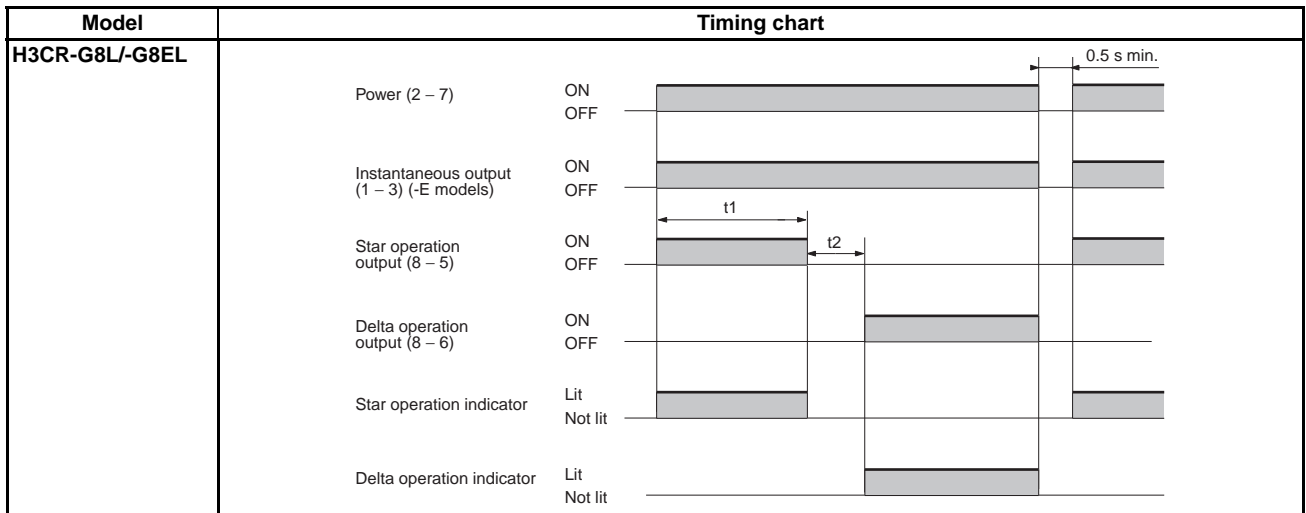 Model
Timing chart
H3CR-G8L/-G8EL
0.5 s min.
Power (2 – 7)
ON
OFF
Instantaneous output
(1 – 3) (-E models)
ON
OFF
t1
Star operation
output (8 – 5)
ON
OFF
t2
Delta operation
output (8 – 6)
ON
OFF
Star operation indicator
Lit
Not lit
Delta operation indicator
Lit
Not lit